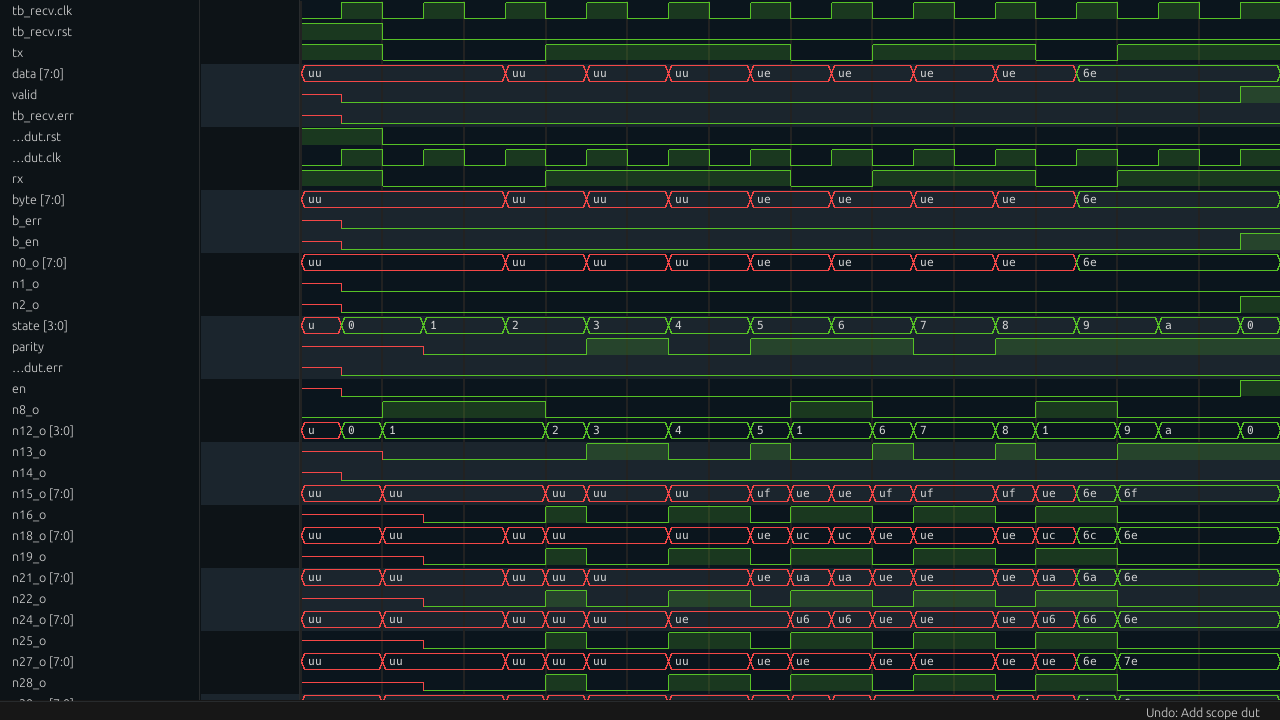 tb_recv.clk
tb_recv.rst
tx
data [7:0] uu uu uu uu ue ue ue ue 6e
valid
tb_recv.err
...dut.rst
...dut.clk
rx
byte [7:0] uu uu uu uu ue ue ue ue 6e
b_err
b_en
n0_o [7:0] uu uu uu uu ue ue ue ue 6e
n1_o
n2_o
state [3:0] u 0 1 2 3 4 5 6 7 8 9 a 0
parity
...dut.err
en
n8_o
n12_o [3:0] u 0 1 2 3 4 5 1 6 7 8 1 9 a 0
n13_o
n14_o
n15_o [7:0] uu uu uu uu uu uf ue ue uf uf uf ue 6e 6f
n16_o
n18_o [7:0] uu uu uu uu uu ue uc uc ue ue ue uc 6c 6e
n19_o
n21_o [7:0] uu uu uu uu uu ue ua ua ue ue ue ua 6a 6e
n22_o
n24_o [7:0] uu uu uu uu uu ue u6 u6 ue ue ue u6 66 6e
n25_o
n27_o [7:0] uu uu uu uu uu uu ue ue ue ue ue ue 6e 7e
n28_o
Undo: Add scope dut